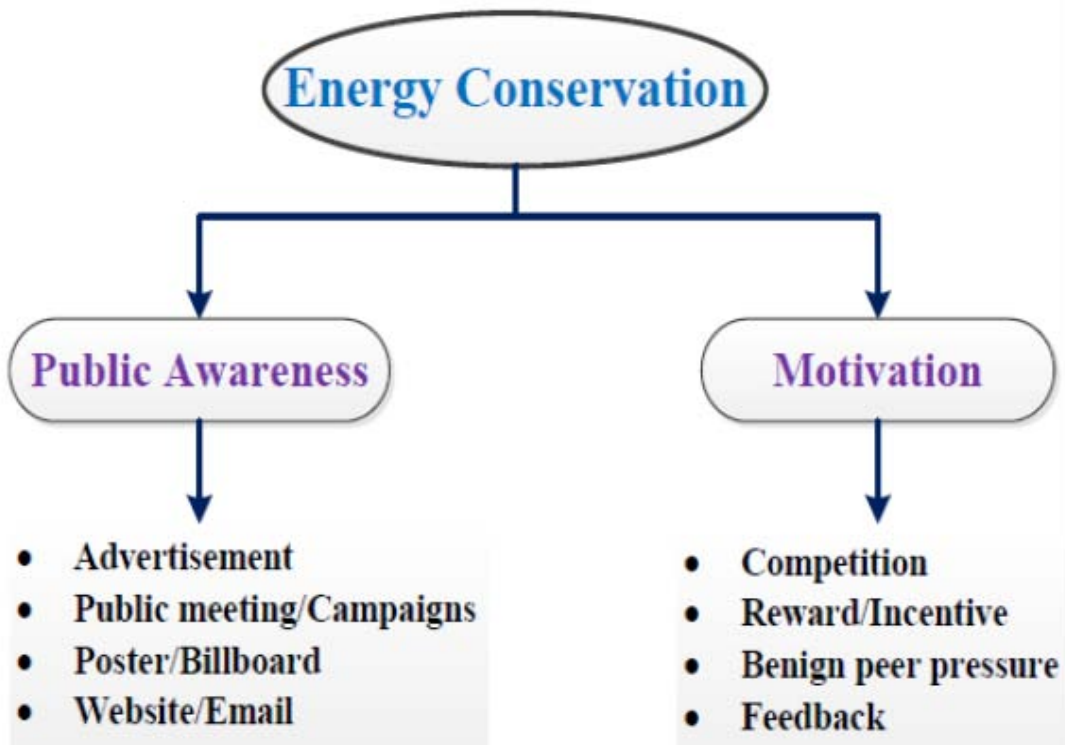 Energy Conservation
Public Awareness
Motivation
• Advertisement
• Public meeting/Campaigns
• Poster/Billboard
• Website/Email
• Competition
• Reward/Incentive
• Benign peer pressure
• Feedback